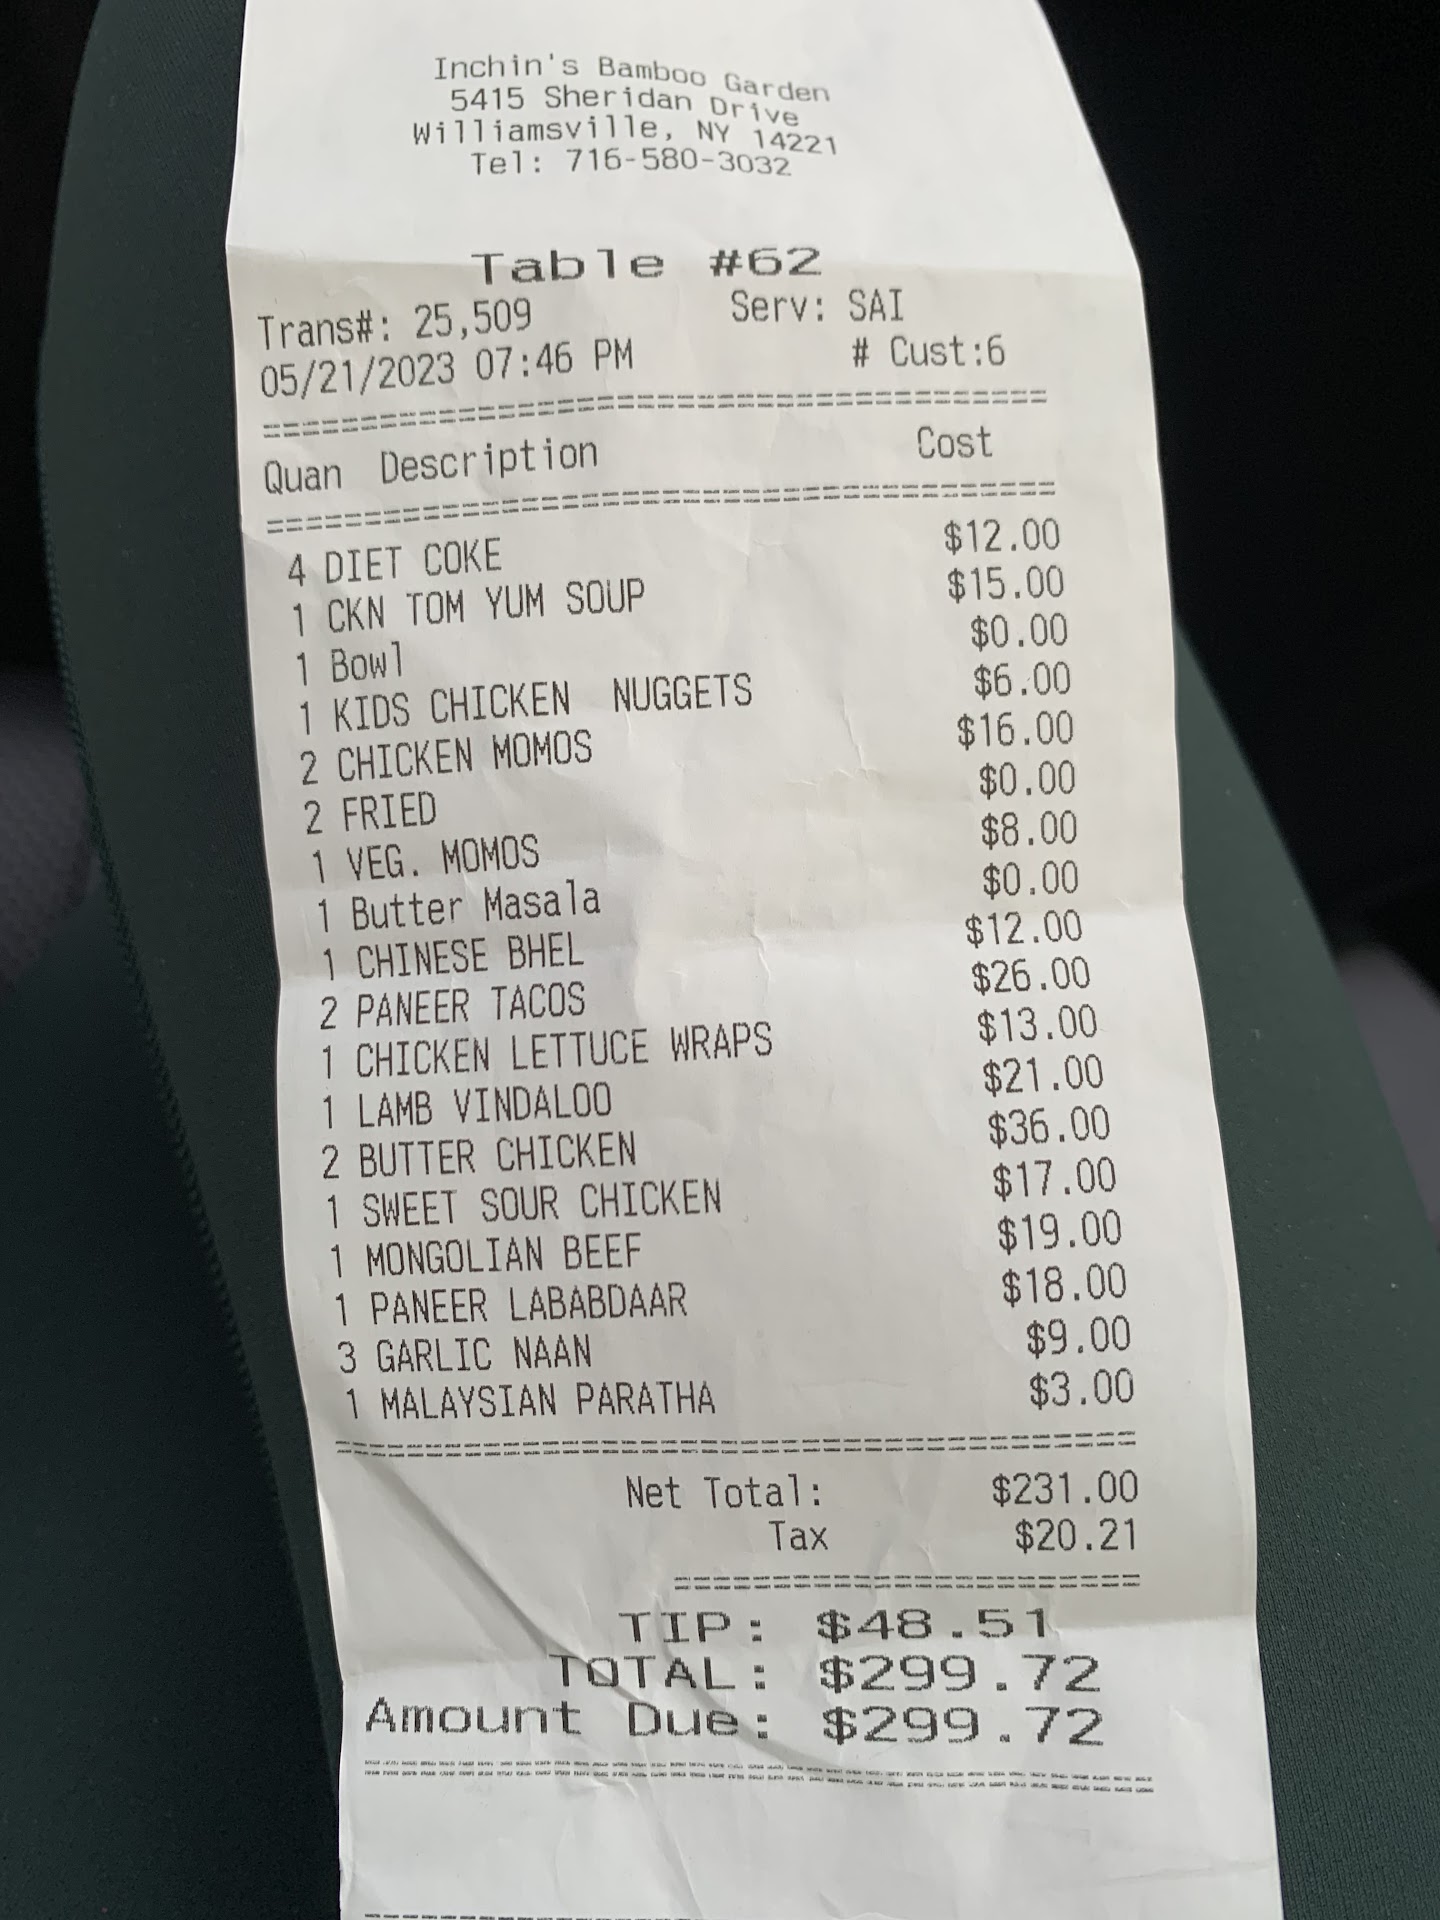 Inchin's Bamboo Garden
5415 Sheridan Drive
Williamsville, NY 14221
Tel: 716-580-3032
Table #62
Trans#: 25,509 Serv: SAI
05/21/2023 07:46 PM # Cust:6
Quan Description Cost
4 DIET COKE $12.00
1 CKN TOM YUM SOUP $15.00
1 Bowl $0.00
1 KIDS CHICKEN NUGGETS $6.00
2 CHICKEN MOMOS $16.00
2 FRIED $0.00
1 VEG. MOMOS $8.00
1 Butter Masala $0.00
1 CHINESE BHEL $12.00
2 PANEER TACOS $26.00
1 CHICKEN LETTUCE WRAPS $13.00
1 LAMB VINDALOO $21.00
2 BUTTER CHICKEN $36.00
1 SWEET SOUR CHICKEN $17.00
1 MONGOLIAN BEEF $19.00
1 PANEER LABABDAAR $18.00
3 GARLIC NAAN $9.00
1 MALAYSIAN PARATHA $3.00
Net Total: $231.00
Tax $20.21
TIP: $48.51
TOTAL: $299.72
Amount Due: $299.72